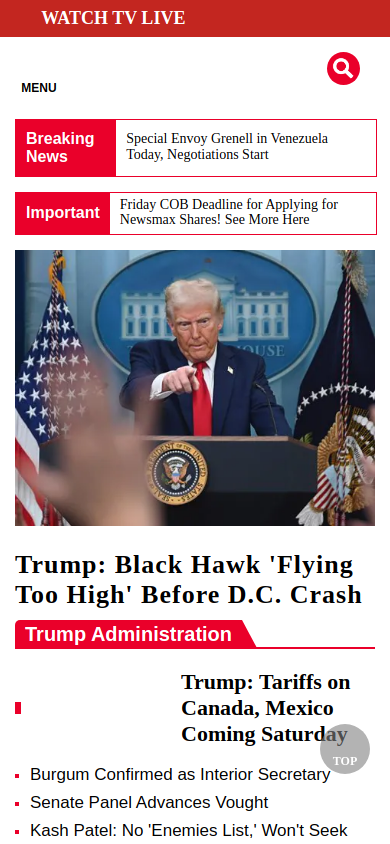 WATCH TV LIVE
MENU
Breaking News
Special Envoy Grenell in Venezuela
Today, Negotiations Start
Important
Friday COB Deadline for Applying for
Newsmax Shares! See More Here
Trump: Black Hawk 'Flying
Too High' Before D.C. Crash
Trump Administration
Trump: Tariffs on
Canada, Mexico
Coming Saturday
TOP
Burgum Confirmed as Interior Secretary
Senate Panel Advances Vought
Kash Patel: No 'Enemies List,' Won't Seek